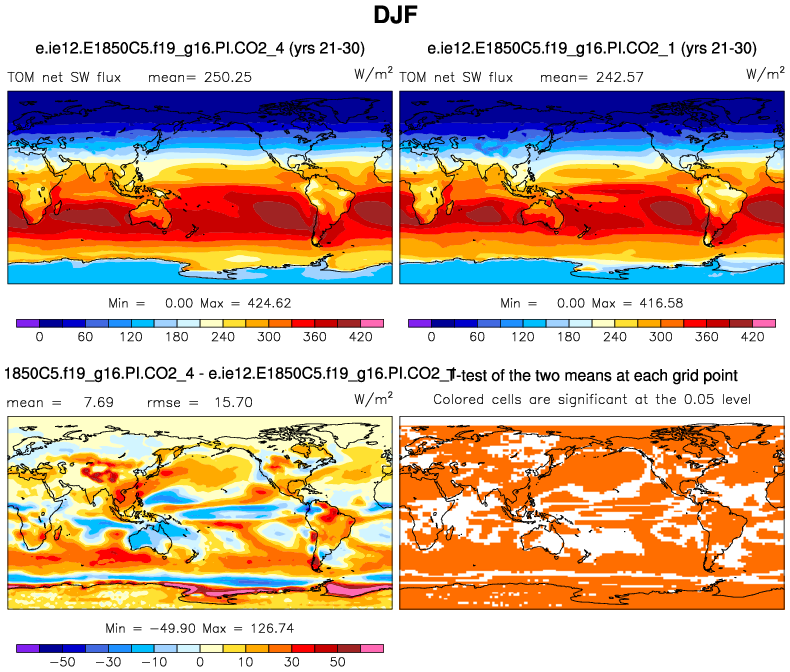 DJF
e.ie12.E1850C5.f19_g16.PI.CO2_4 (yrs 21-30)
e.ie12.E1850C5.f19_g16.PI.CO2_1 (yrs 21-30)
TOM net SW flux mean= 250.25 W/m²
TOM net SW flux mean= 242.57 W/m²
Min = 0.00 Max = 424.62
Min = 0.00 Max = 416.58
0 60 120 180 240 300 360 420
0 60 120 180 240 300 360 420
1850C5.f19_g16.PI.CO2_4 - e.ie12.E1850C5.f19_g16.PI.CO2_
T-test of the two means at each grid point
mean = 7.69 rmse = 15.70 W/m²
Colored cells are significant at the 0.05 level
Min = -49.90 Max = 126.74
-50 -30 -10 0 10 30 50